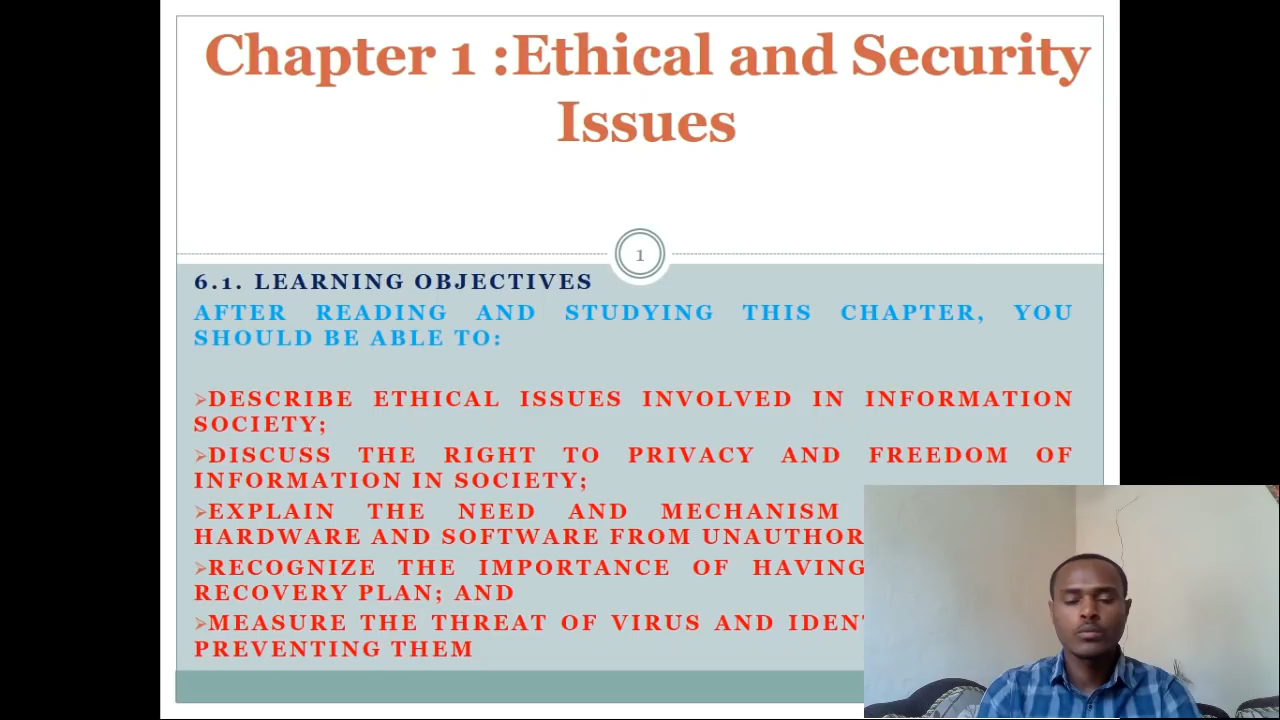 Chapter 1 :Ethical and Security
Issues
1
6.1. LEARNING OBJECTIVES
AFTER READING AND STUDYING THIS CHAPTER, YOU
SHOULD BE ABLE TO:
➢DESCRIBE ETHICAL ISSUES INVOLVED IN INFORMATION
SOCIETY;
➢DISCUSS THE RIGHT TO PRIVACY AND FREEDOM OF
INFORMATION IN SOCIETY;
➢EXPLAIN THE NEED AND MECHANISM
HARDWARE AND SOFTWARE FROM
➢RECOGNIZE THE IMPORTANCE OF HAVING
RECOVERY PLAN; AND
➢MEASURE THE THREAT OF VIRUS AND
PREVENTING THEM